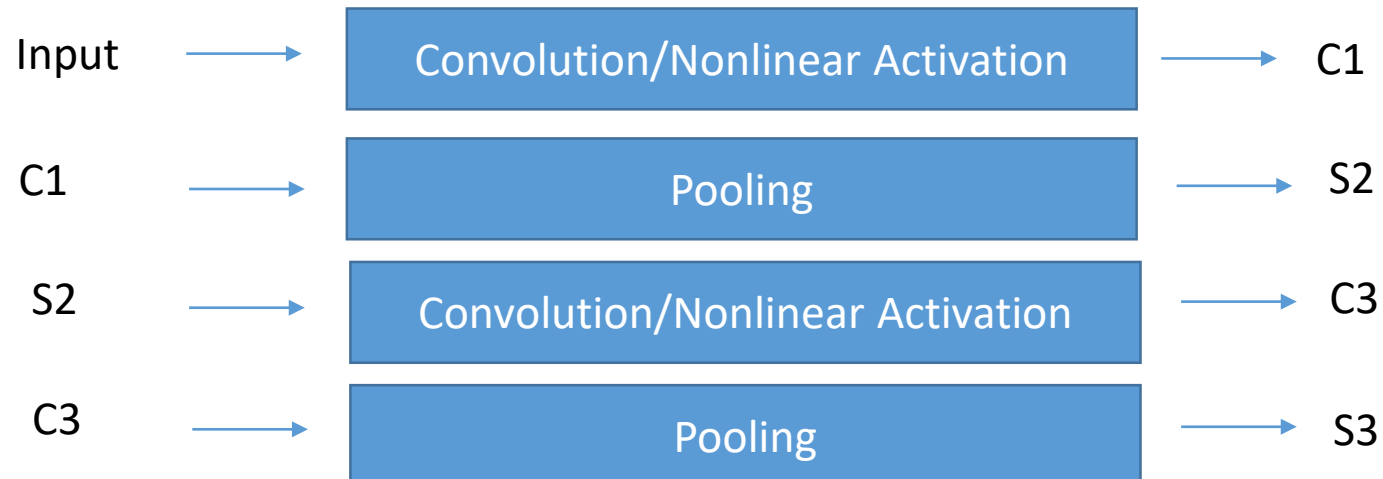 Input Convolution/Nonlinear Activation C1
C1 Pooling S2
S2 Convolution/Nonlinear Activation C3
C3 Pooling S3